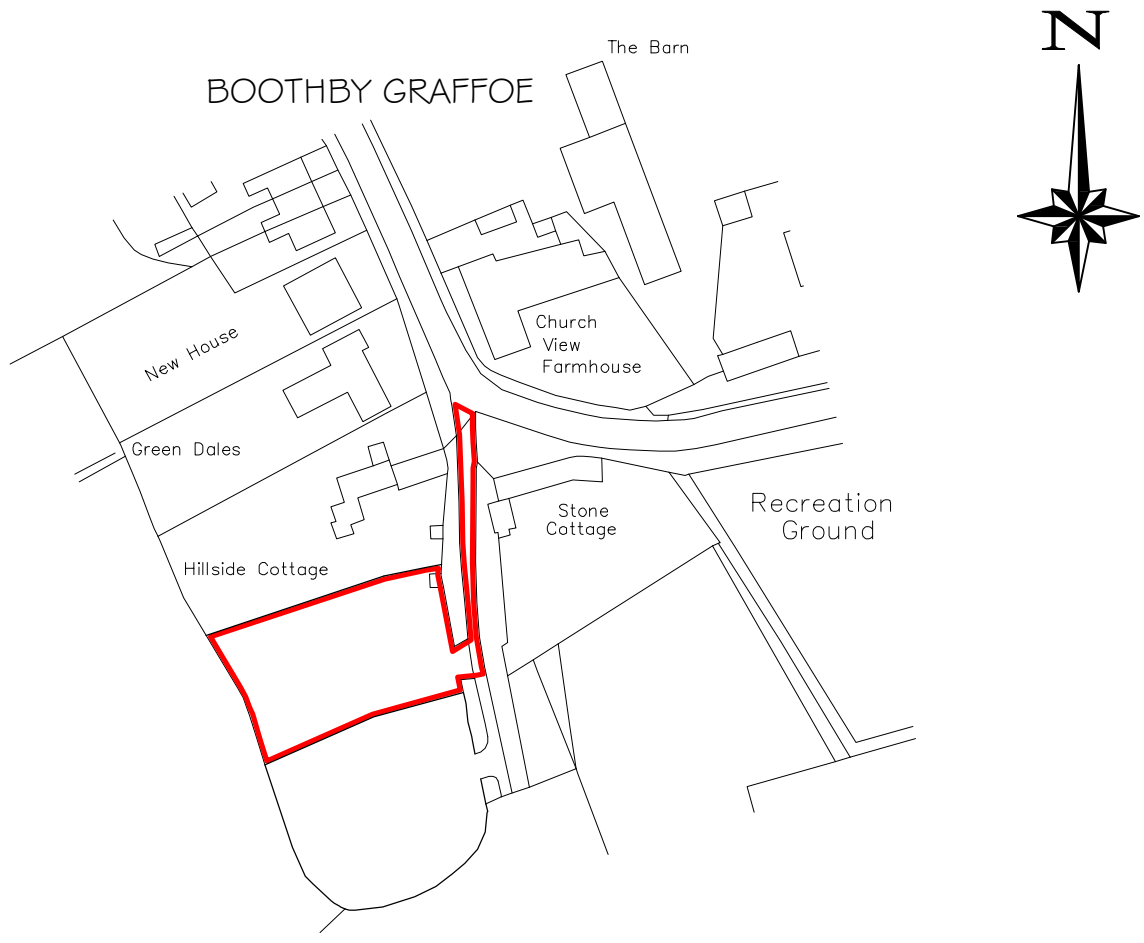 N
The Barn
BOOTHBY GRAFFOE
Church
View
Farmhouse
New House
Green Dales
Recreation
Ground
Stone
Cottage
Hillside Cottage